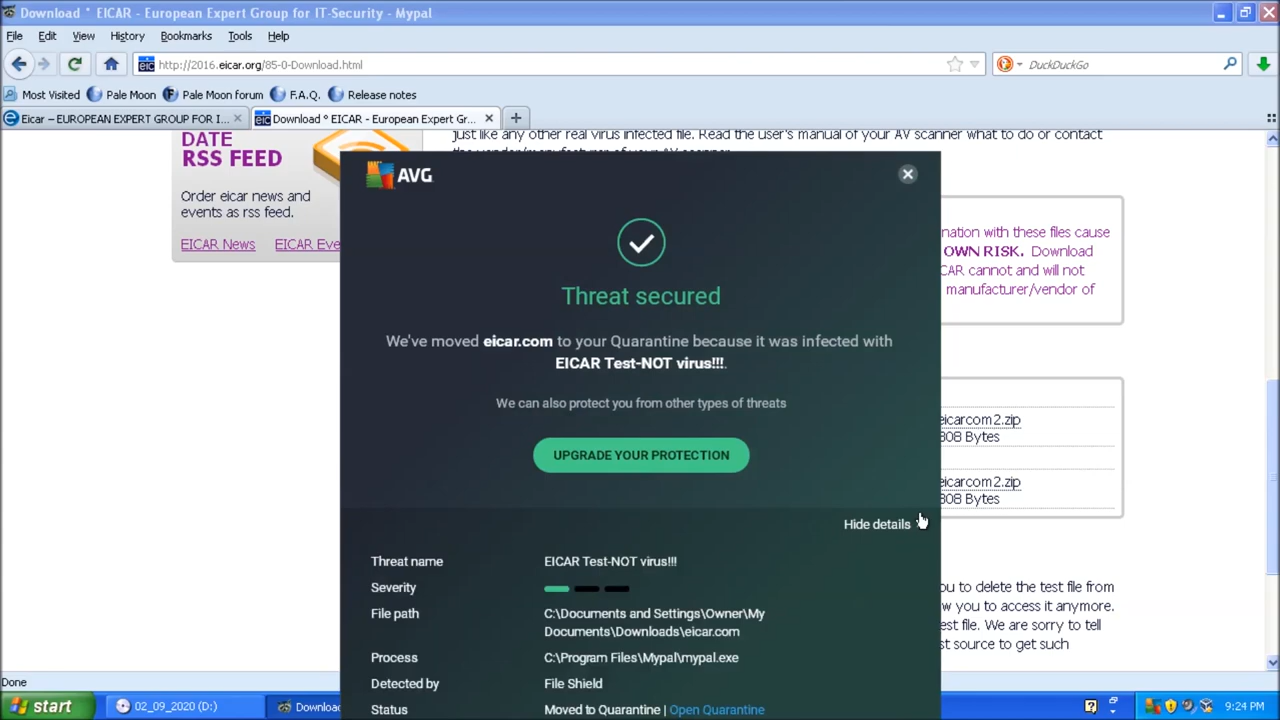 Download ° EICAR - European Expert Group for IT-Security - Mypal
File Edit View History Bookmarks Tools Help
eic http://2016.eicar.org/85-0-Download.html
DuckDuckGo
Most Visited Pale Moon Pale Moon forum F.A.Q. Release notes
Eicar – EUROPEAN EXPERT GROUP FOR I...
eic Download ° EICAR - European Expert Gr...
DATE
RSS FEED
Order eicar news and
events as rss feed.
EICAR News EICAR Eve
just like any other real virus infected file. Read the user's manual of your AV scanner what to do or contact
AVG
Threat secured
We've moved eicar.com to your Quarantine because it was infected with
EICAR Test-NOT virus!!!.
We can also protect you from other types of threats
UPGRADE YOUR PROTECTION
Hide details
Threat name EICAR Test-NOT virus!!!
Severity
File path C:\Documents and Settings\Owner\My
Documents\Downloads\eicar.com
Process C:\Program Files\Mypal\mypal.exe
Detected by File Shield
Status Moved to Quarantine | Open Quarantine
nation with these files cause
OWN RISK. Download
CAR cannot and will not
manufacturer/vendor of
eicarcom2.zip
308 Bytes
eicarcom2.zip
308 Bytes
ou to delete the test file from
w you to access it anymore.
est file. We are sorry to tell
st source to get such
Done
start
02_09_2020 (D:)
Downloa
9:24 PM